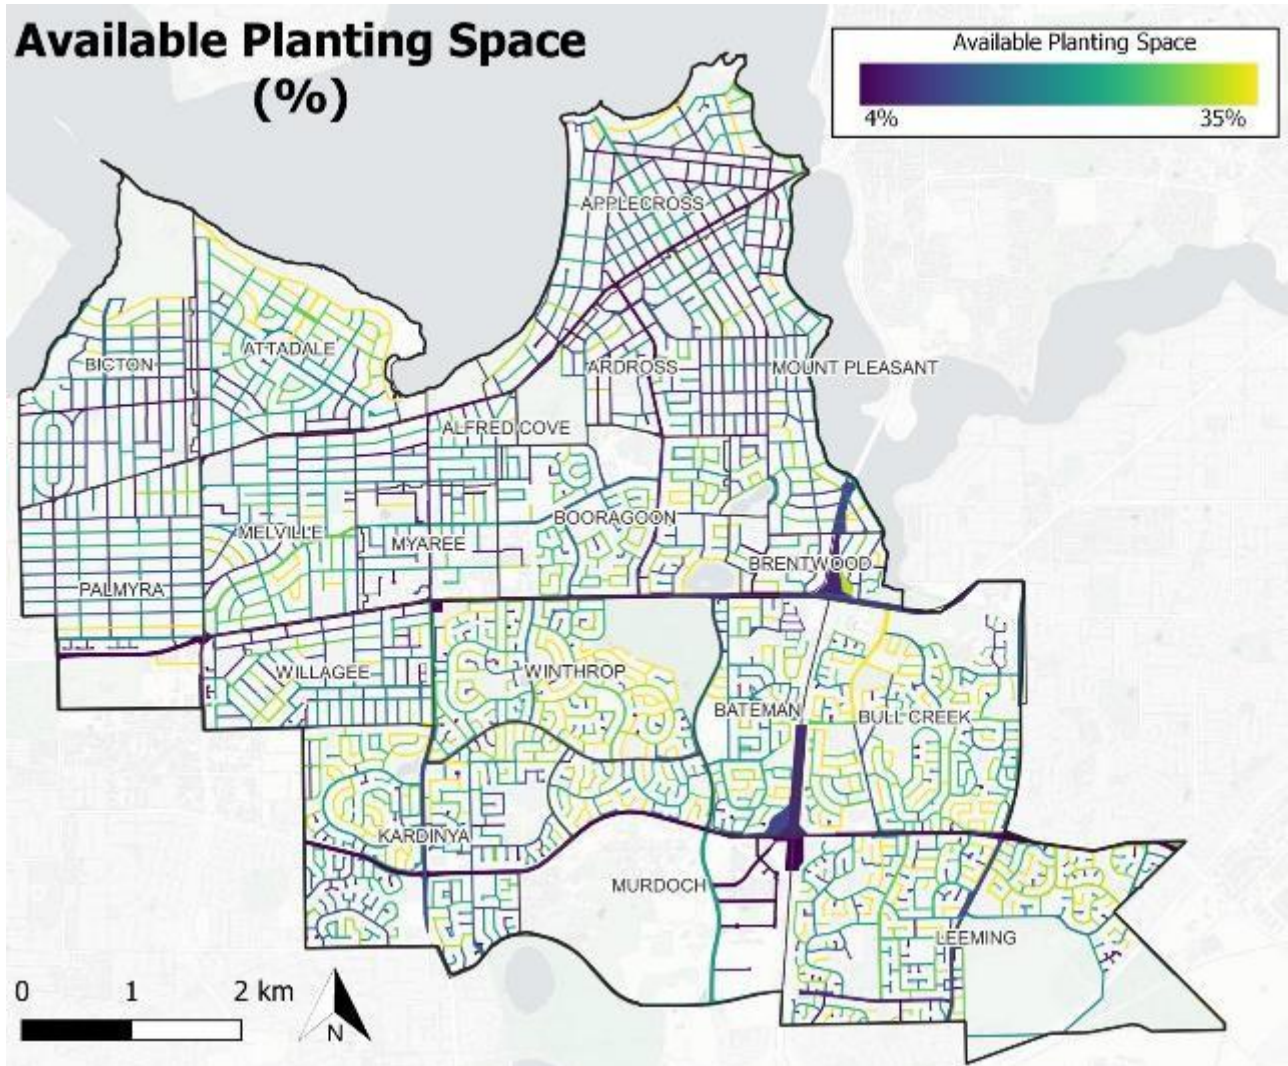 Available Planting Space
(%)
Available Planting Space
4% 35%
APPLECROSS
ATTADALE
BICTON
ARDROSS
MOUNT PLEASANT
ALFRED COVE
BOORAGOON
MELVILLE
MYAREE
BRENTWOOD
PALMYRA
WILLAGEE
WINTHROP
BATEMAN
BULL CREEK
KARDINYA
MURDOCH
LEEMING
0 1 2 km
N